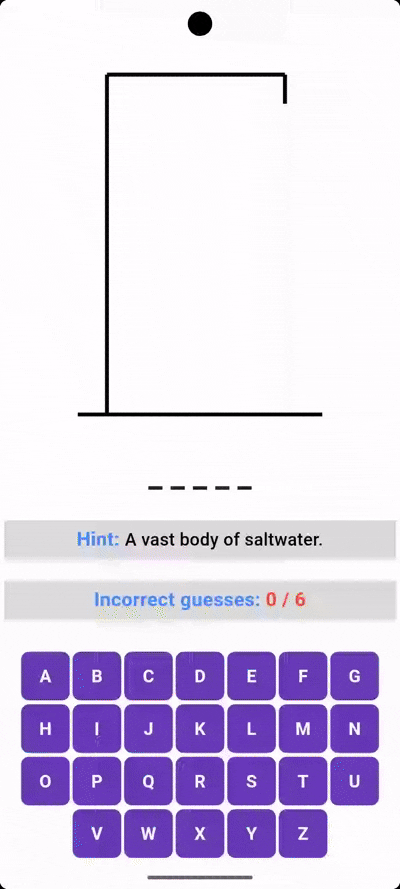 _ _ _ _ _
Hint: A vast body of saltwater.
Incorrect guesses: 0 / 6
A B C D E F G
H I J K L M N
O P Q R S T U
V W X Y Z